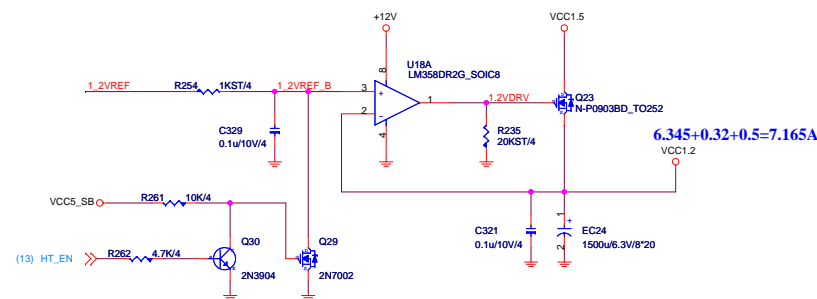 +12V
VCC1.5
8
U18A
LM358DR2G_SOIC8
1_2VREF
R254
1KST/4
1_2VREF_B
3
+
1
1.2VDRV
Q23
N-P0903BD_TO252
2
-
4
C329
0.1u/10V/4
R235
20KST/4
6.345+0.32+0.5=7.165A
VCC1.2
VCC5_SB
R261
10K/4
C321
0.1u/10V/4
1
+
EC24
1500u/6.3V/8*20
2
Q30
Q29
(13) HT_EN
R262
4.7K/4
2N3904
2N7002